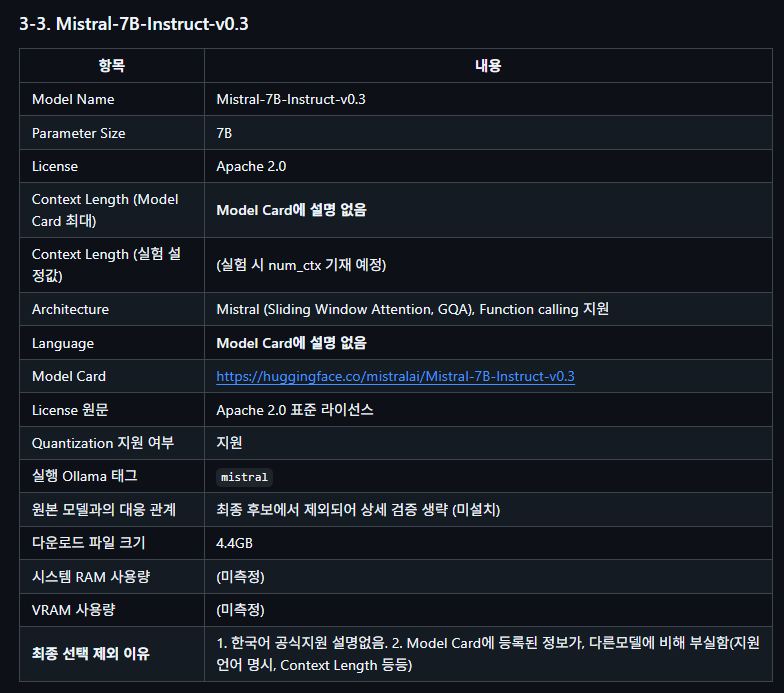 3-3. Mistral-7B-Instruct-v0.3
항목 내용
Model Name Mistral-7B-Instruct-v0.3
Parameter Size 7B
License Apache 2.0
Context Length (Model
Card 최대)
Model Card에 설명 없음
Context Length (실험 설
정값)
(실험 시 num_ctx 기재 예정)
Architecture Mistral (Sliding Window Attention, GQA), Function calling 지원
Language Model Card에 설명 없음
Model Card https://huggingface.co/mistralai/Mistral-7B-Instruct-v0.3
License 원문 Apache 2.0 표준 라이선스
Quantization 지원 여부 지원
실행 Ollama 태그 mistral
원본 모델과의 대응 관계 최종 후보에서 제외되어 상세 검증 생략 (미설치)
다운로드 파일 크기 4.4GB
시스템 RAM 사용량 (미측정)
VRAM 사용량 (미측정)
최종 선택 제외 이유
1. 한국어 공식지원 설명없음. 2. Model Card에 등록된 정보가, 다른모델에 비해 부실함(지원
언어 명시, Context Length 등등)